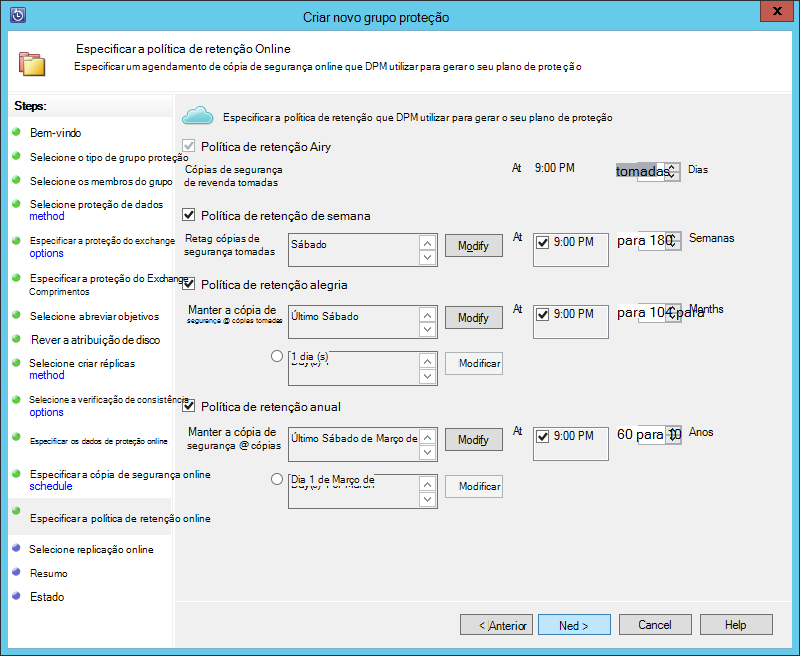 Criar novo grupo proteção
x
Especificar a política de retenção Online
Especificar um agendamento de cópia de segurança online que DPM utilizar para gerar o seu plano de proteção
Steps:
Bem-vindo
Selecione o tipo de grupo proteção
Selecione os membros do grupo
Selecione proteção de dados
method
Especificar a proteção do exchange
options
Especificar a proteção do Exchange
Comprimentos
Selecione abreviar objetivos
Rever a atribuição de disco
Selecione criar réplicas
method
Selecione a verificação de consistência
options
Especificar os dados de proteção online
Especificar a cópia de segurança online
schedule
Especificar a política de retenção online
Selecione replicação online
Resumo
Estado
Especificar a política de retenção que DPM utilizar para gerar o seu plano de proteção
Política de retenção Airy
Cópias de segurança
de revenda tomadas
At 9:00 PM tomadas Dias
Política de retenção de semana
Retag cópias de
segurança tomadas
Sábado Modify At 9:00 PM para 180 Semanas
Política de retenção alegria
Manter a cópia de
segurança @ cópias tomadas
Último Sábado Modify At 9:00 PM para 104 para Months
1 dia (s) Modificar
Política de retenção anual
Manter a cópia de
segurança @ cópias
Último Sábado de Março de Modify At 9:00 PM 60 para 10 Anos
Dia 1 de Março de Modificar
< Anterior Ned > Cancel Help